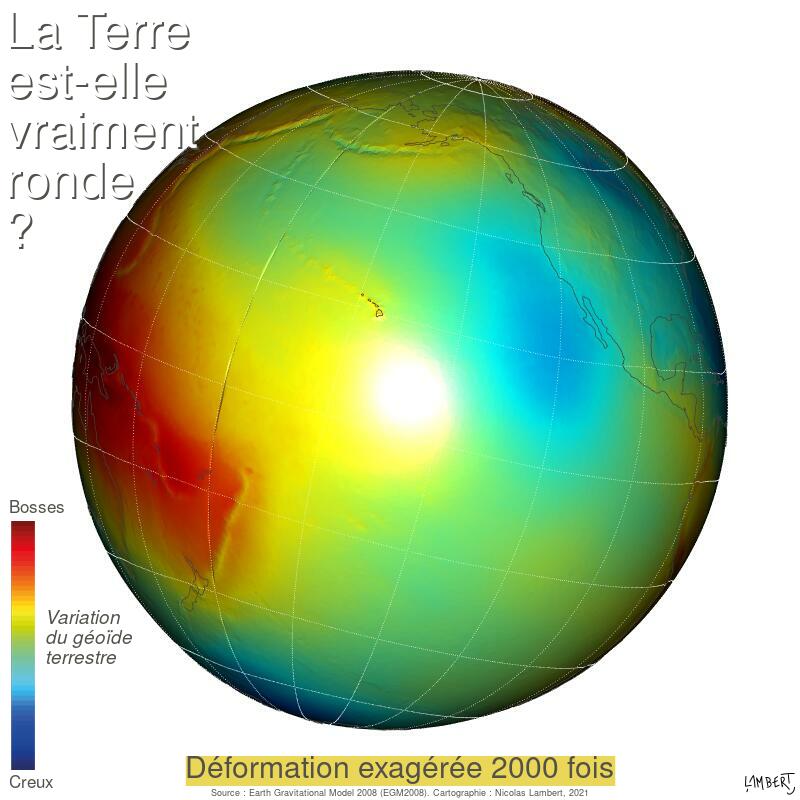 La Terre
est-elle
vraiment
ronde
?
Bosses
Variation
du géoïde
terrestre
Creux
Déformation exagérée 2000 fois
Source : Earth Gravitational Model 2008 (EGM2008). Cartographie : Nicolas Lambert, 2021
LAMBERT